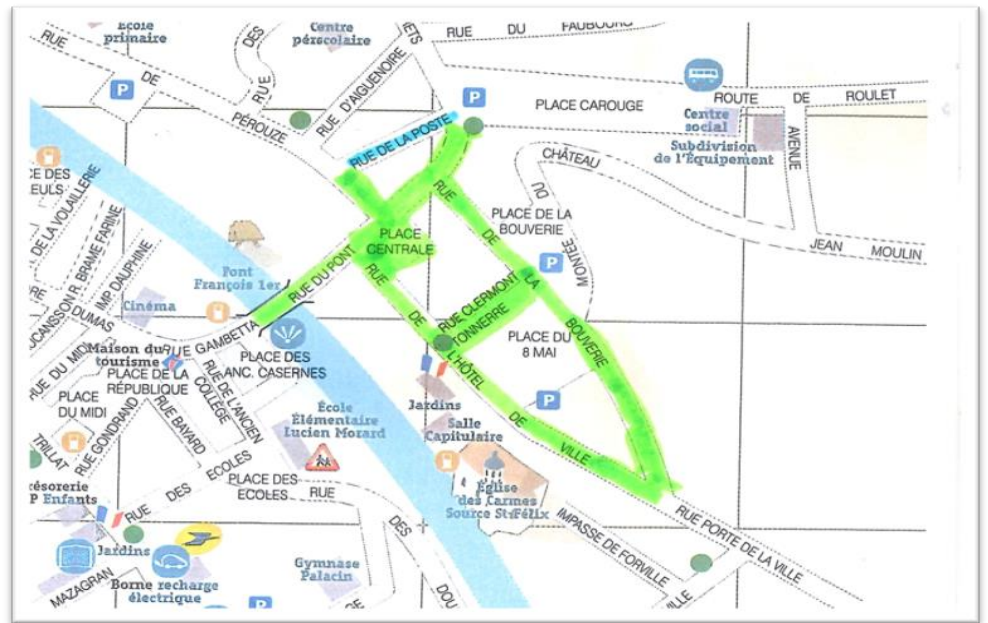 École
primaire
Centre
périscolaire
RUE DE PÉROUZE
RUE DES
RUE D'AIGUENOIRE
RUE DU FAUBOURG
P
P
RUE DE LA POSTE
PLACE CAROUGE
ROUTE DE ROULET
Centre
social
Subdivision
de l'Équipement
AVENUE
JEAN MOULIN
MONTÉE DU CHÂTEAU
PLACE DE LA
BOUVERIE
P
RUE DE LA BOUVERIE
PLACE
CENTRALE
RUE DU PONT
Pont
François 1er
RUE CLERMONT
TONNERRE
PLACE DU
8 MAI
P
RUE DE L'HÔTEL DE VILLE
DE LA VOLAILLERIE
R. BRAME FARINE
IMP DAUPHINE
DUMAS
Cinéma
RUE GAMBETTA
PLACE DES
ANC. CASERNES
Maison du
tourisme
PLACE DE LA
RÉPUBLIQUE
RUE DU MIDI
PLACE
DU MIDI
RUE GONDRAND
RUE BAYARD
RUE DE L'ANCIEN
COLLÈGE
École
Élémentaire
Lucien Morard
Jardins
Salle
Capitulaire
Église
des Carmes
Source St-Félix
TRILLAT
P Enfants
RUE DES ECOLES
PLACE DES
ECOLES
RUE
DES
Jardins
MAZAGRAN
Borne recharge
électrique
Gymnase
Palacin
P
IMPASSE DE FORVILLE
RUE PORTE DE LA VILLE